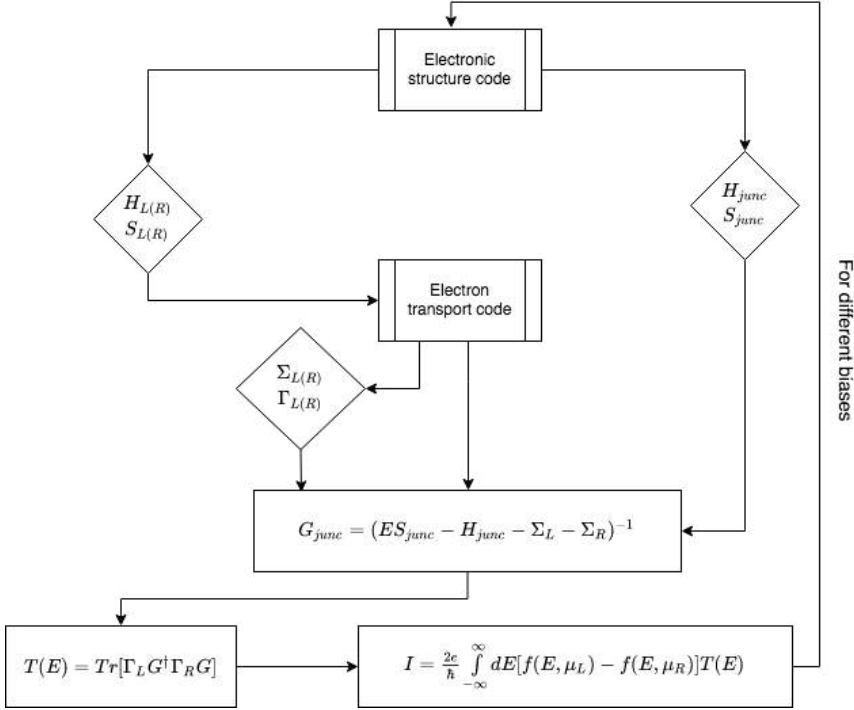 Electronic
structure code
H_{L(R)}
S_{L(R)}
H_{junc}
S_{junc}
Electron
transport code
Σ_{L(R)}
Γ_{L(R)}
For different biases
G_{junc} = (ES_{junc} − H_{junc} − Σ_L − Σ_R)^{−1}
T(E) = Tr[Γ_L G^† Γ_R G]
I = \frac{2e}{ℏ} ∫_{−∞}^{∞} dE[f(E, μ_L) − f(E, μ_R)]T(E)